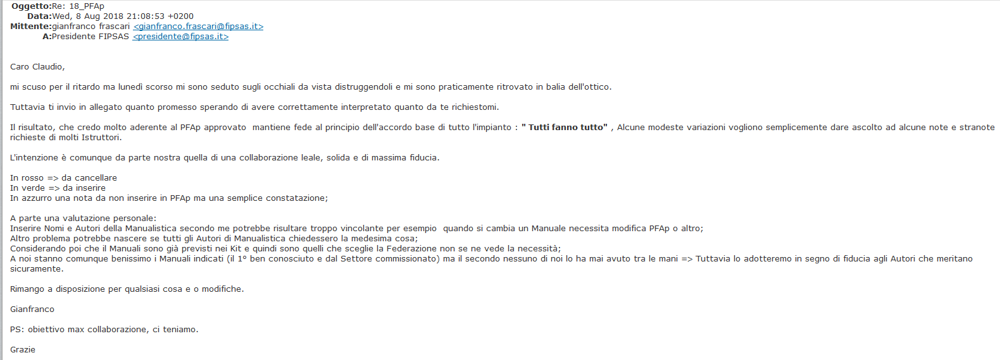 Oggetto:Re: 18_PFAp
Data:Wed, 8 Aug 2018 21:08:53 +0200
Mittente:gianfranco frascari <gianfranco.frascari@fipsas.it>
A:Presidente FIPSAS <presidente@fipsas.it>
Caro Claudio,
mi scuso per il ritardo ma lunedì scorso mi sono seduto sugli occhiali da vista distruggendoli e mi sono praticamente ritrovato in balia dell'ottico.
Tuttavia ti invio in allegato quanto promesso sperando di avere correttamente interpretato quanto da te richiestomi.
Il risultato, che credo molto aderente al PFAp approvato  mantiene fede al principio dell'accordo base di tutto l'impianto : " Tutti fanno tutto" , Alcune modeste variazioni vogliono semplicemente dare ascolto ad alcune note e stranote
richieste di molti Istruttori.
L'intenzione è comunque da parte nostra quella di una collaborazione leale, solida e di massima fiducia.
In rosso => da cancellare
In verde => da inserire
In azzurro una nota da non inserire in PFAp ma una semplice constatazione;
A parte una valutazione personale:
Inserire Nomi e Autori della Manualistica secondo me potrebbe risultare troppo vincolante per esempio  quando si cambia un Manuale necessita modifica PFAp o altro;
Altro problema potrebbe nascere se tutti gli Autori di Manualistica chiedessero la medesima cosa;
Considerando poi che il Manuali sono già previsti nei Kit e quindi sono quelli che sceglie la Federazione non se ne vede la necessità;
A noi stanno comunque benissimo i Manuali indicati (il 1º ben conosciuto e dal Settore commissionato) ma il secondo nessuno di noi lo ha mai avuto tra le mani => Tuttavia lo adotteremo in segno di fiducia agli Autori che meritano
sicuramente.
Rimango a disposizione per qualsiasi cosa e o modifiche.
Gianfranco
PS: obiettivo max collaborazione, ci teniamo.
Grazie